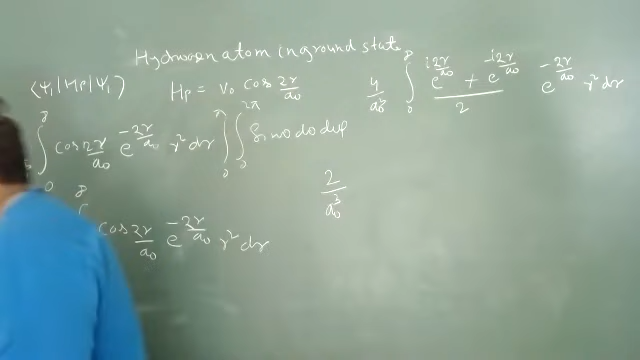 Hydrogen atom in ground state
⟨ψ₁|Hp|ψ₁⟩ Hp = V₀ cos 2r/a₀
∫₀^∞ cos 2r/a₀ e^(-2r/a₀) r² dr ∫₀^π ∫₀^2π sinθ dθ dφ
cos 2r/a₀ e^(-2r/a₀) r² dr
4/a₀³ ∫₀^∞ (e^(i2r/a₀) + e^(-i2r/a₀))/2 e^(-2r/a₀) r² dr
2/a₀³